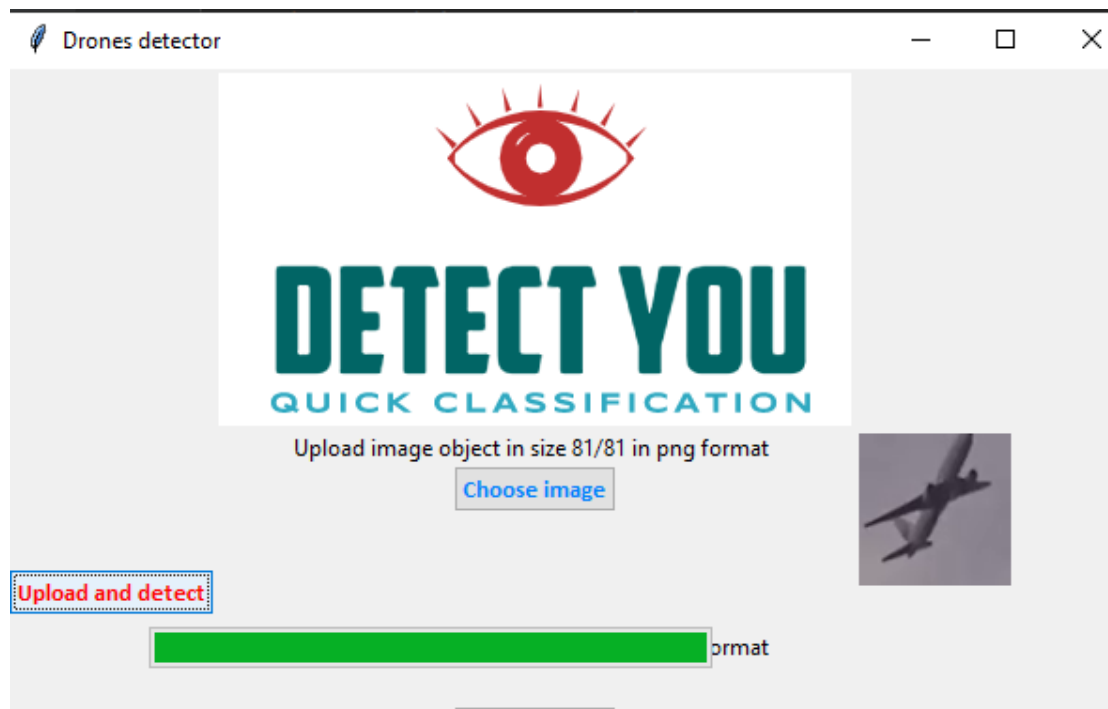 Drones detector
DETECT YOU
QUICK CLASSIFICATION
Upload image object in size 81/81 in png format
Choose image
Upload and detect
ormat